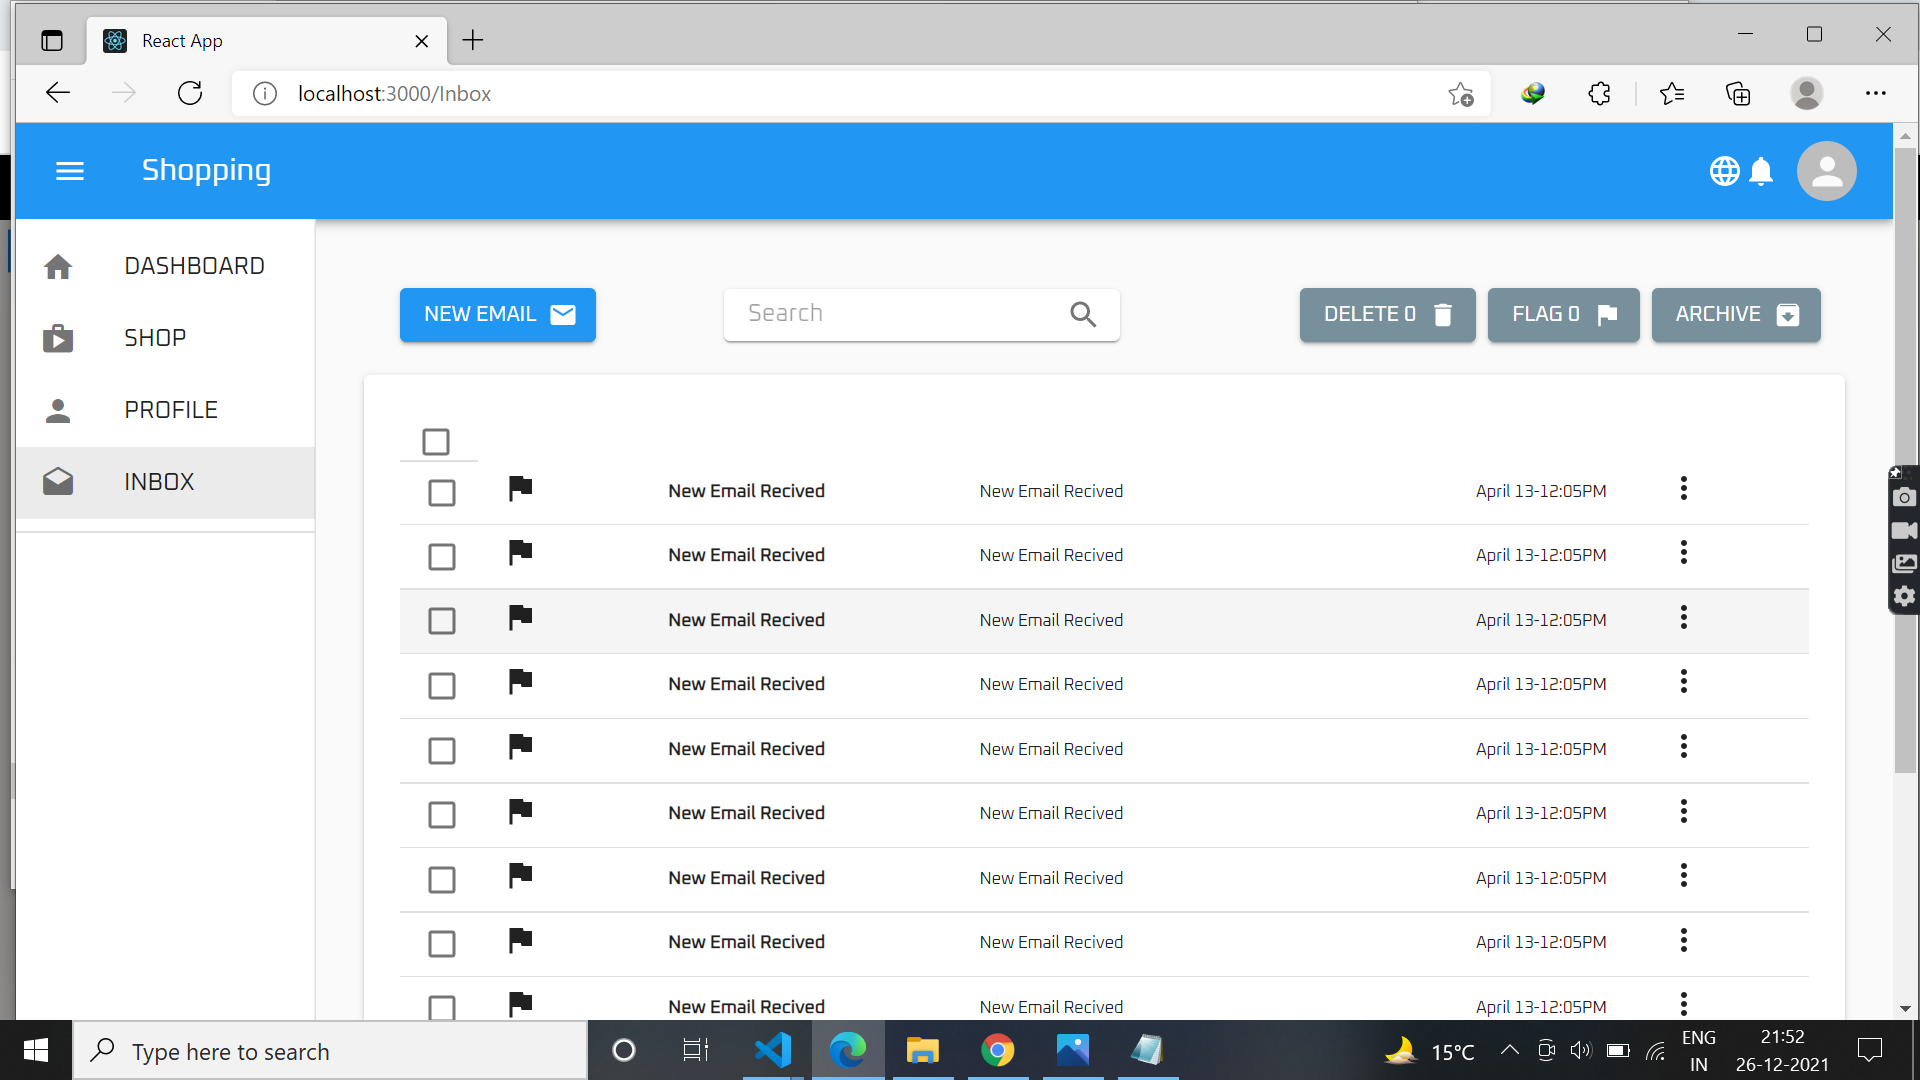 React App
localhost:3000/Inbox
Shopping
DASHBOARD
SHOP
PROFILE
INBOX
NEW EMAIL
Search
DELETE 0
FLAG 0
ARCHIVE
New Email Recived New Email Recived April 13-12:05PM
New Email Recived New Email Recived April 13-12:05PM
New Email Recived New Email Recived April 13-12:05PM
New Email Recived New Email Recived April 13-12:05PM
New Email Recived New Email Recived April 13-12:05PM
New Email Recived New Email Recived April 13-12:05PM
New Email Recived New Email Recived April 13-12:05PM
New Email Recived New Email Recived April 13-12:05PM
New Email Recived New Email Recived April 13-12:05PM
Type here to search
15°C
ENG
IN
21:52
26-12-2021